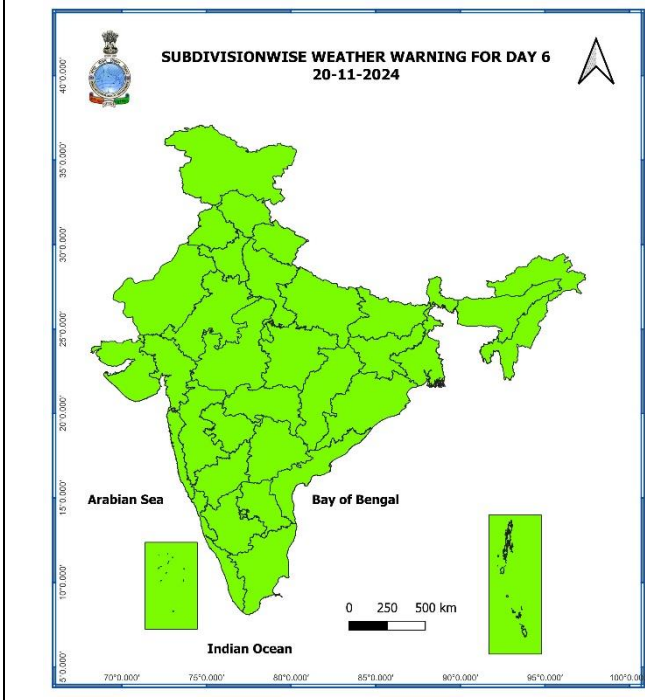 SUBDIVISIONWISE WEATHER WARNING FOR DAY 6
20-11-2024
40°0.000'
35°0.000'
30°0.000'
25°0.000'
20°0.000'
15°0.000'
10°0.000'
5°0.000'
Arabian Sea
Bay of Bengal
0 250 500 km
Indian Ocean
70°0.000' 75°0.000' 80°0.000' 85°0.000' 90°0.000' 95°0.000' 100°0.00